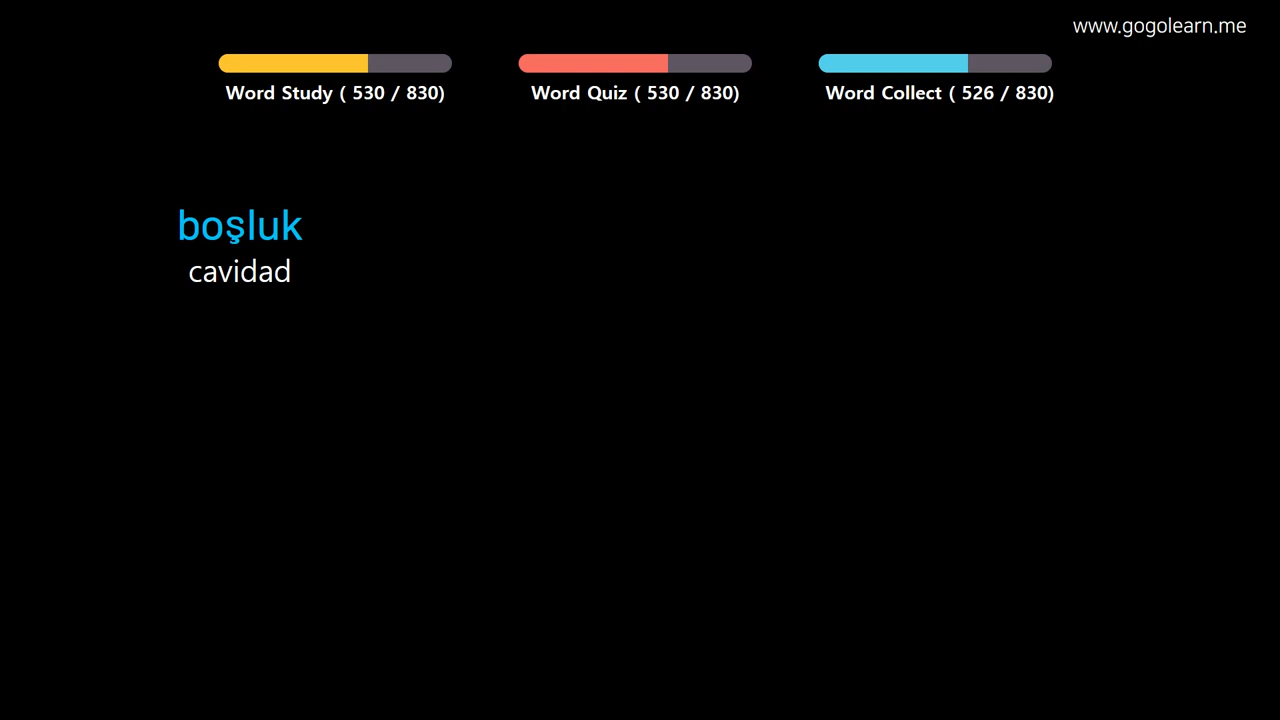 www.gogolearn.me
Word Study ( 530 / 830)
Word Quiz ( 530 / 830)
Word Collect ( 526 / 830)
boşluk
cavidad